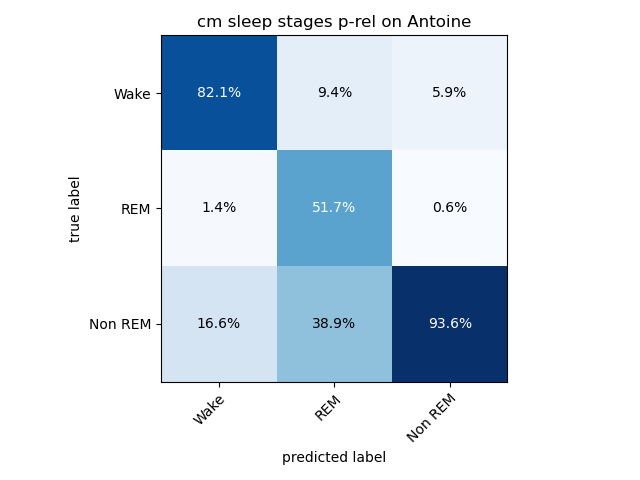 cm sleep stages p-rel on Antoine
Wake 82.1% 9.4% 5.9%
REM 1.4% 51.7% 0.6%
Non REM 16.6% 38.9% 93.6%
true label
Wake REM Non REM
predicted label